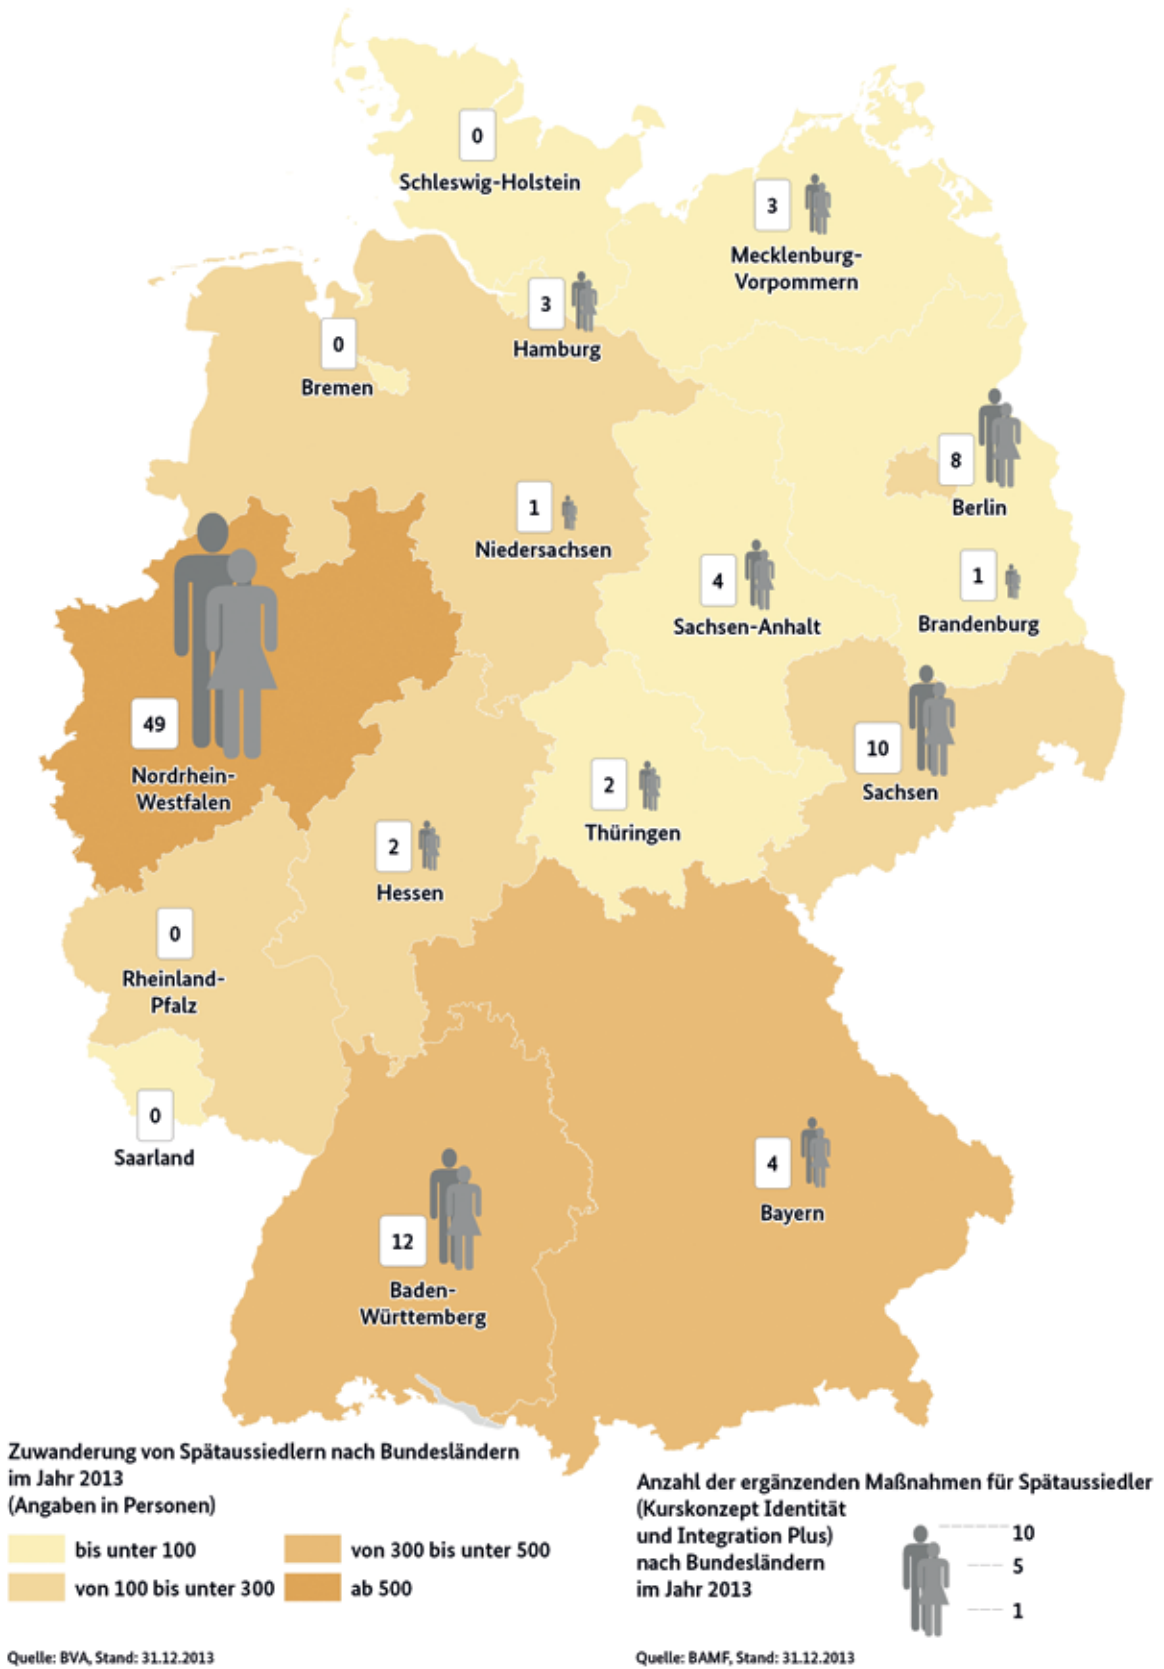 0
Schleswig-Holstein
3
Mecklenburg-
Vorpommern
3
Hamburg
0
Bremen
8
Berlin
1
Niedersachsen
4
Sachsen-Anhalt
1
Brandenburg
49
Nordrhein-
Westfalen
10
Sachsen
2
Thüringen
2
Hessen
0
Rheinland-
Pfalz
0
Saarland
4
Bayern
12
Baden-
Württemberg
Zuwanderung von Spätaussiedlern nach Bundesländern
im Jahr 2013
(Angaben in Personen)
bis unter 100
von 300 bis unter 500
von 100 bis unter 300
ab 500
Quelle: BVA, Stand: 31.12.2013
Anzahl der ergänzenden Maßnahmen für Spätaussiedler
(Kurskonzept Identität
und Integration Plus)
nach Bundesländern
im Jahr 2013
10
5
1
Quelle: BAMF, Stand: 31.12.2013